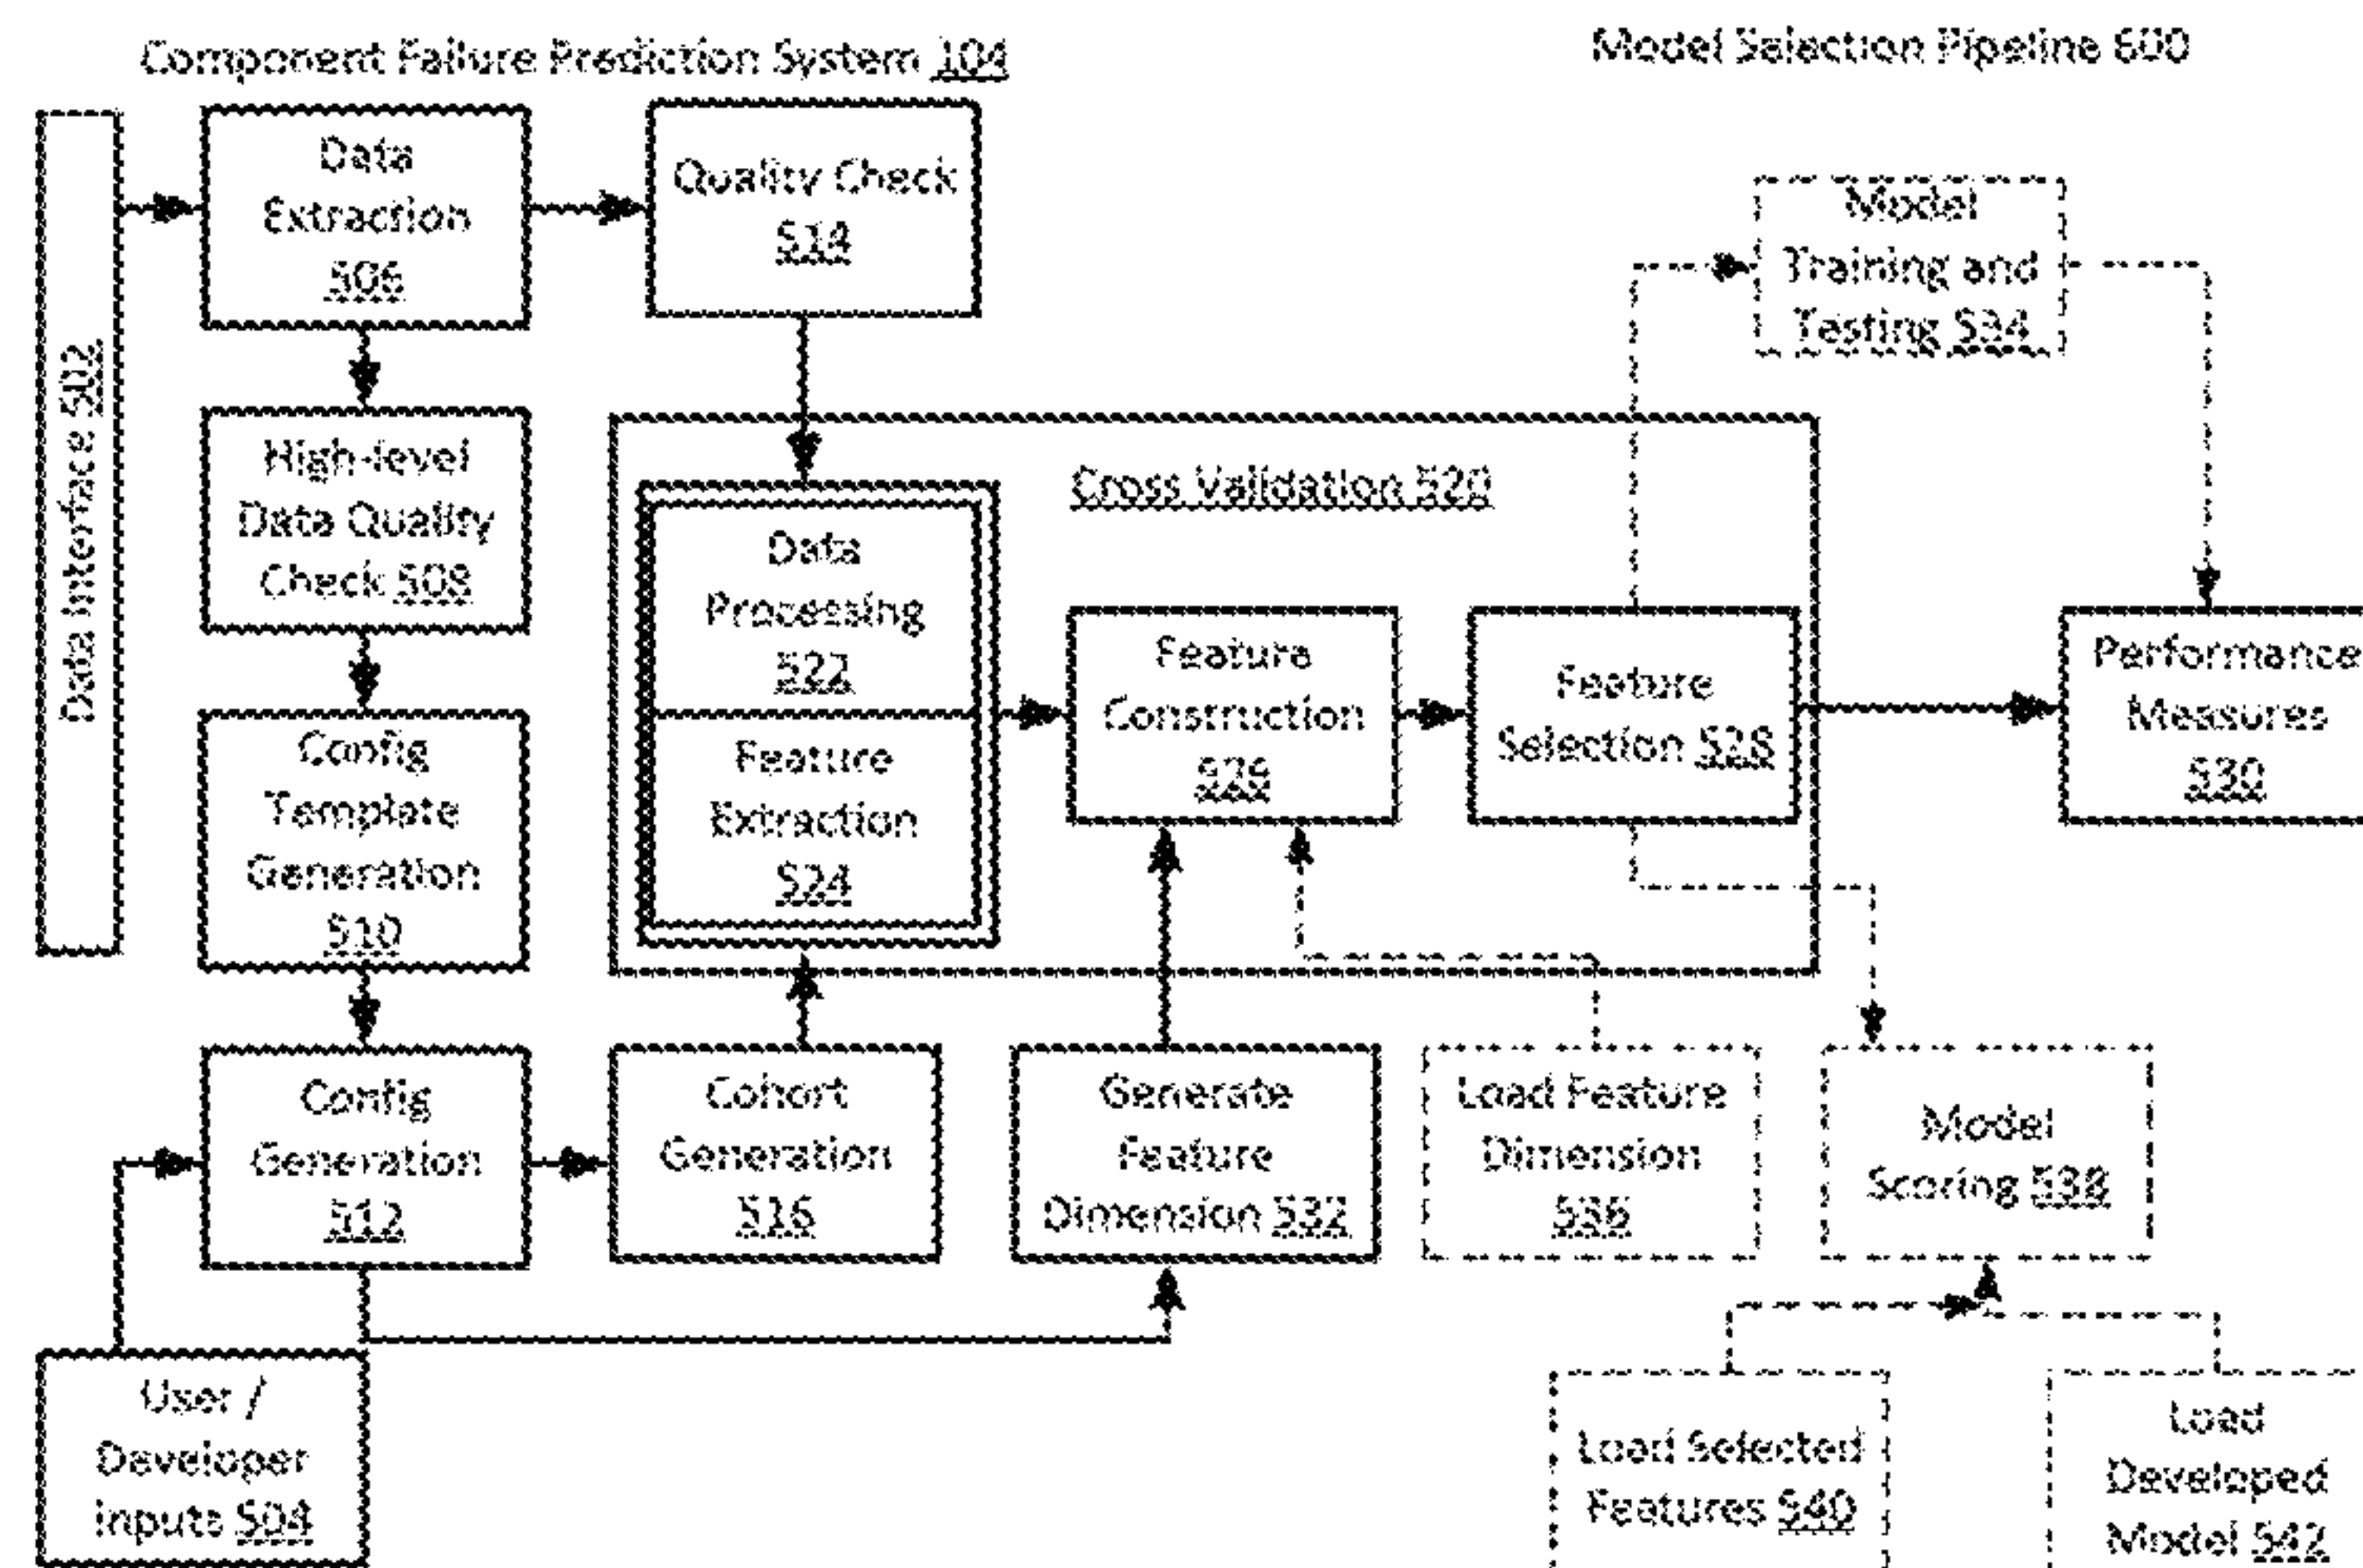 Component Failure Prediction System 104
Model Selection Pipeline 600
Data Interface 502
Data
Extraction
506
Quality Check
514
Model
Training and
Testing 534
High-level
Data Quality
Check 508
Cross Validation 520
Data
Processing
522
Feature
Extraction
524
Feature
Construction
526
Feature
Selection 528
Performance
Measures
530
Config
Template
Generation
510
Config
Generation
512
Cohort
Generation
516
Generate
Feature
Dimension 532
Load Feature
Dimension
536
Model
Scoring 538
User /
Developer
inputs 504
Load Selected
Features 540
Load
Developed
Model 542